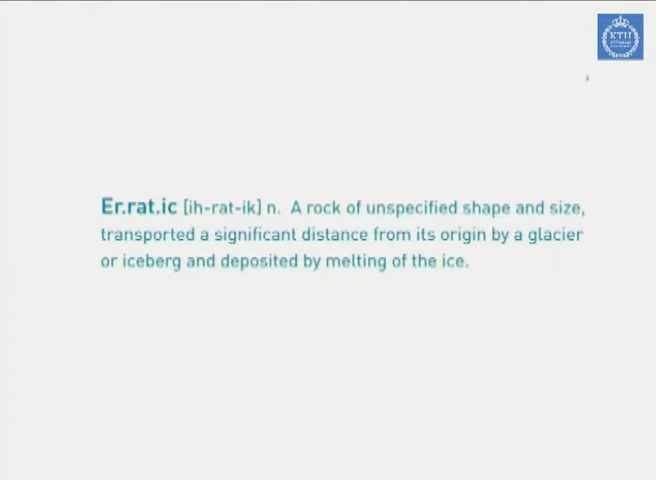 KTH
Er.rat.ic [ih-rat-ik] n. A rock of unspecified shape and size,
transported a significant distance from its origin by a glacier
or iceberg and deposited by melting of the ice.